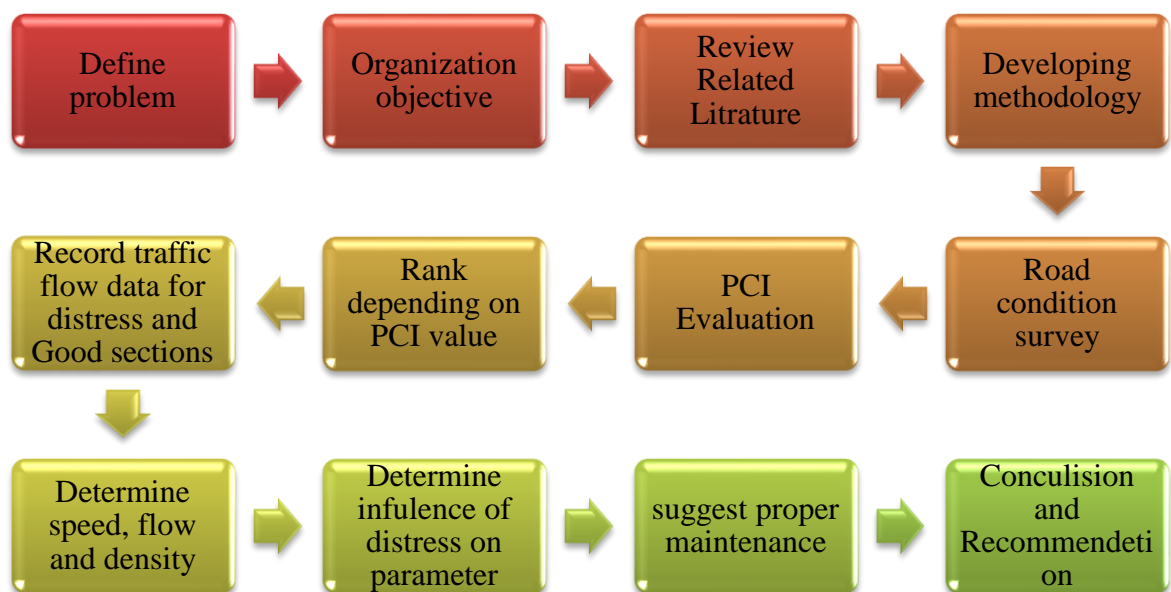 Define
problem
Organization
objective
Review
Related
Litrature
Developing
methodology
Road
condition
survey
PCI
Evaluation
Rank
depending on
PCI value
Record traffic
flow data for
distress and
Good sections
Determine
speed, flow
and density
Determine
infulence of
distress on
parameter
suggest proper
maintenance
Conculision
and
Recommendeti
on